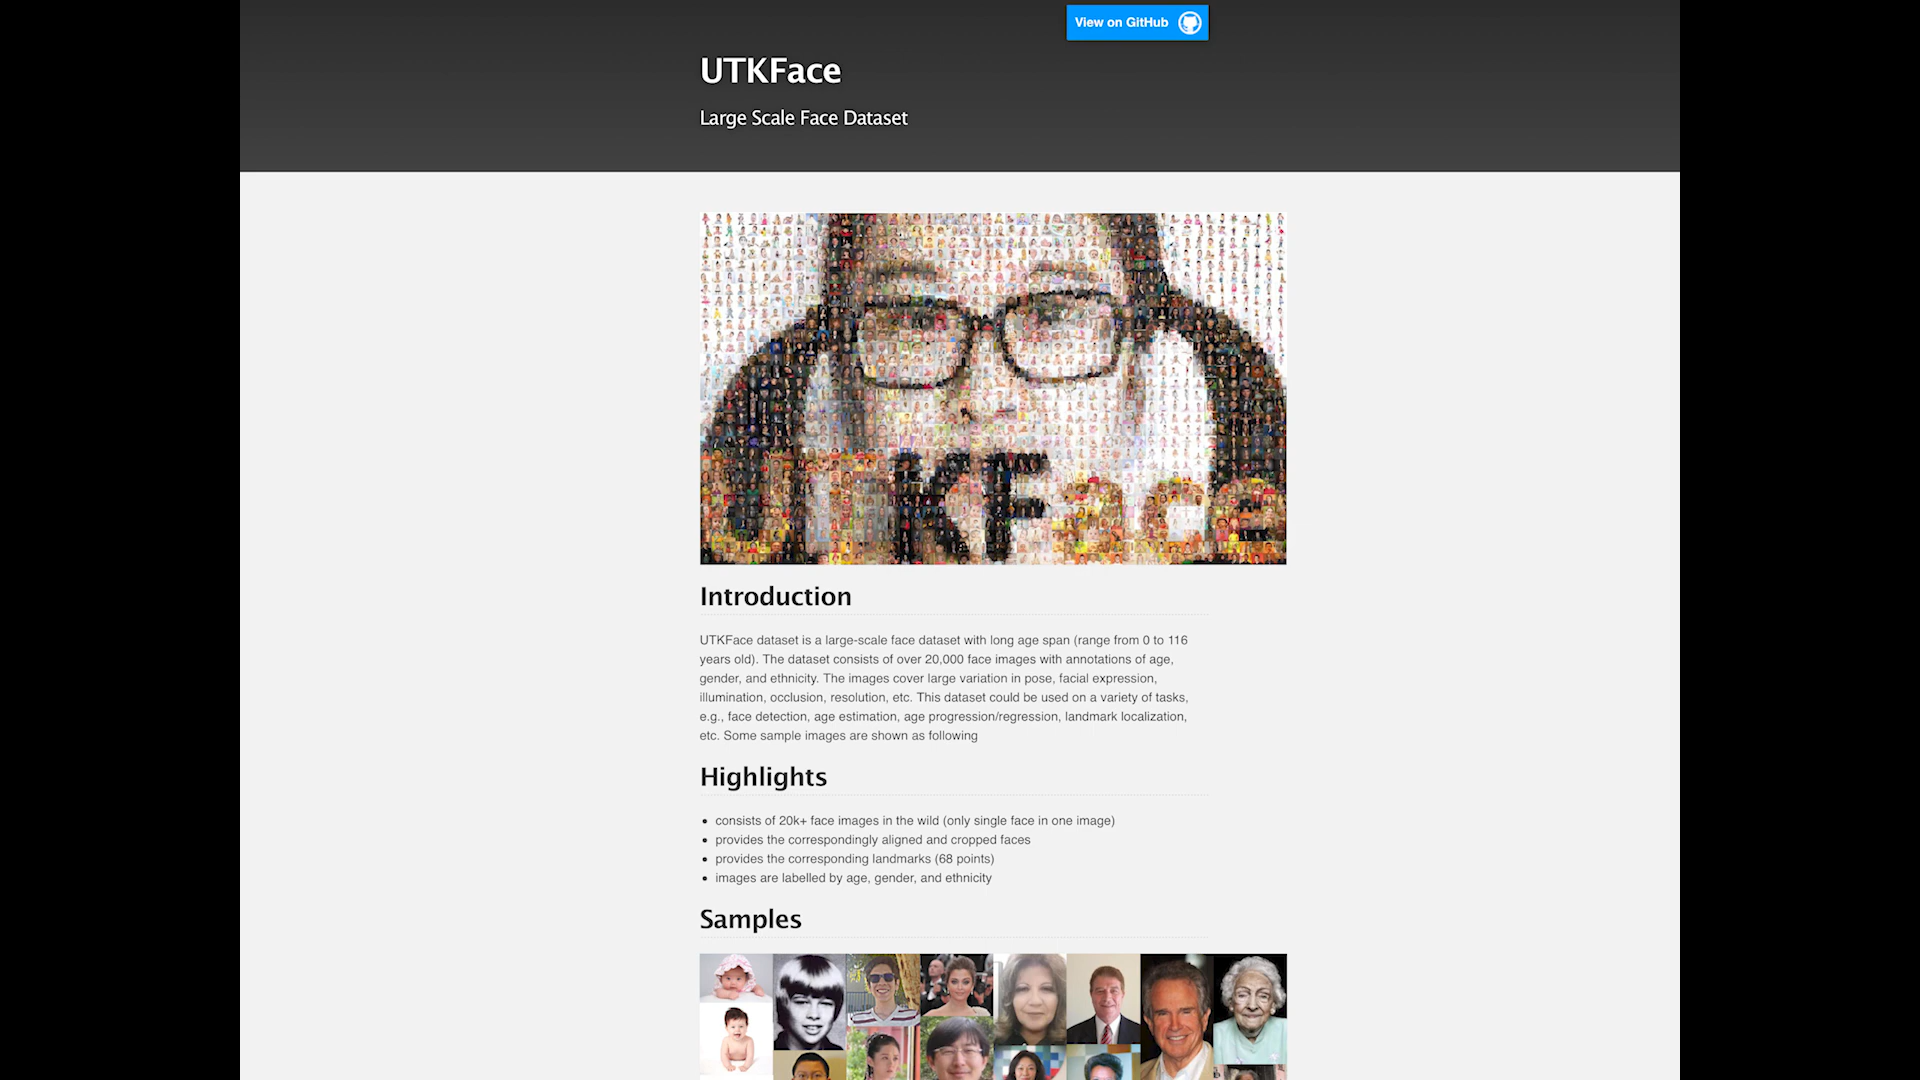 View on GitHub
UTKFace
Large Scale Face Dataset
UTKFace
Introduction
UTKFace dataset is a large-scale face dataset with long age span (range from 0 to 116
years old). The dataset consists of over 20,000 face images with annotations of age,
gender, and ethnicity. The images cover large variation in pose, facial expression,
illumination, occlusion, resolution, etc. This dataset could be used on a variety of tasks,
e.g., face detection, age estimation, age progression/regression, landmark localization,
etc. Some sample images are shown as following
Highlights
• consists of 20k+ face images in the wild (only single face in one image)
• provides the correspondingly aligned and cropped faces
• provides the corresponding landmarks (68 points)
• images are labelled by age, gender, and ethnicity
Samples